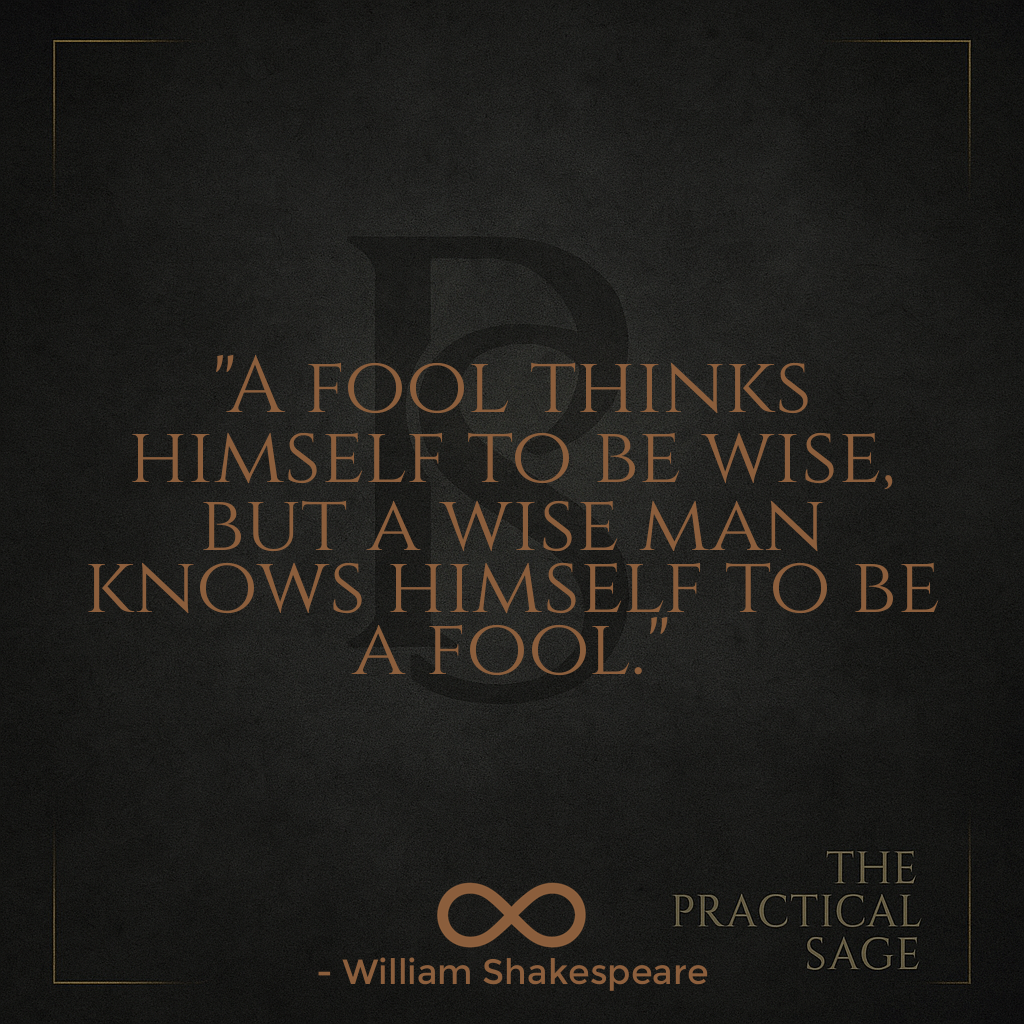 "A FOOL THINKS
HIMSELF TO BE WISE,
BUT A WISE MAN
KNOWS HIMSELF TO BE
A FOOL."
- William Shakespeare
THE
PRACTICAL
SAGE
PS